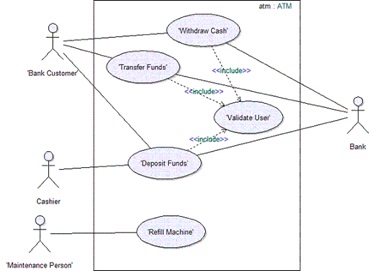 atm : ATM
'Withdraw Cash'
'Bank Customer'
'Transfer Funds'
<<include>>
<<include>>
'Validate User'
Bank
<<include>>
'Deposit Funds'
Cashier
'Refill Machine'
'Maintenance Person'